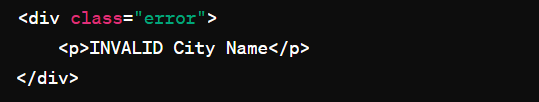 <div class="error">
    <p>INVALID City Name</p>
</div>